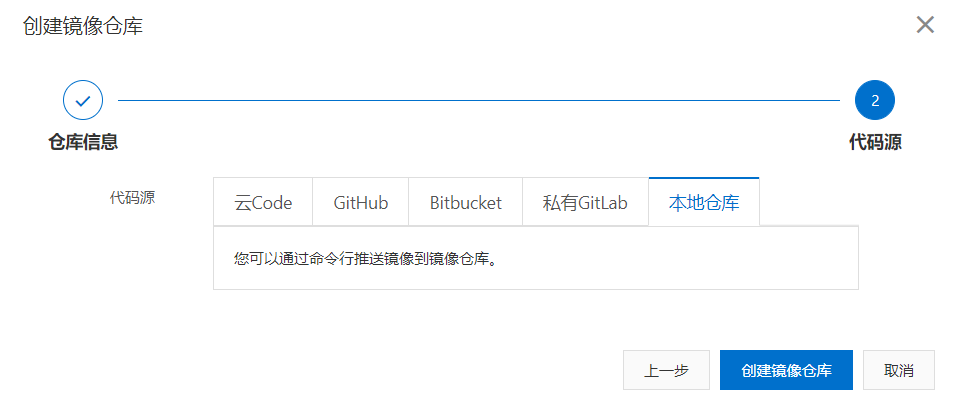 创建镜像仓库
2
仓库信息 代码源
代码源 云Code GitHub Bitbucket 私有GitLab 本地仓库
您可以通过命令行推送镜像到镜像仓库。
上一步 创建镜像仓库 取消